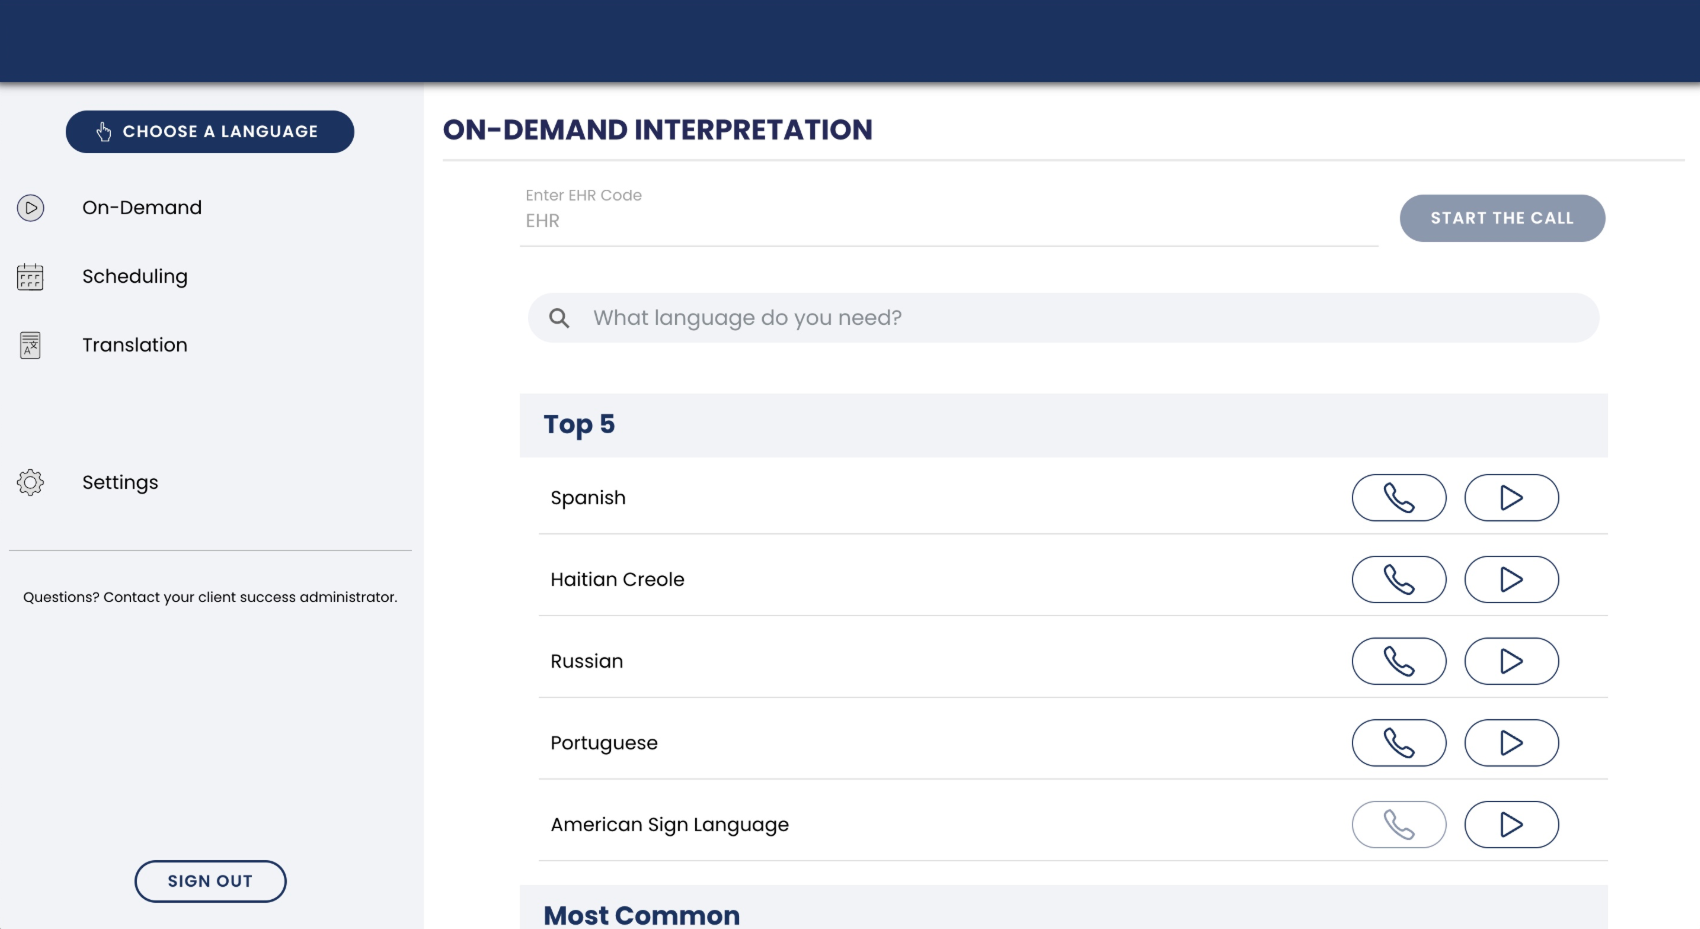 CHOOSE A LANGUAGE
On-Demand
Scheduling
Translation
Settings
Questions? Contact your client success administrator.
SIGN OUT
ON-DEMAND INTERPRETATION
Enter EHR Code
EHR
START THE CALL
What language do you need?
Top 5
Spanish
Haitian Creole
Russian
Portuguese
American Sign Language
Most Common